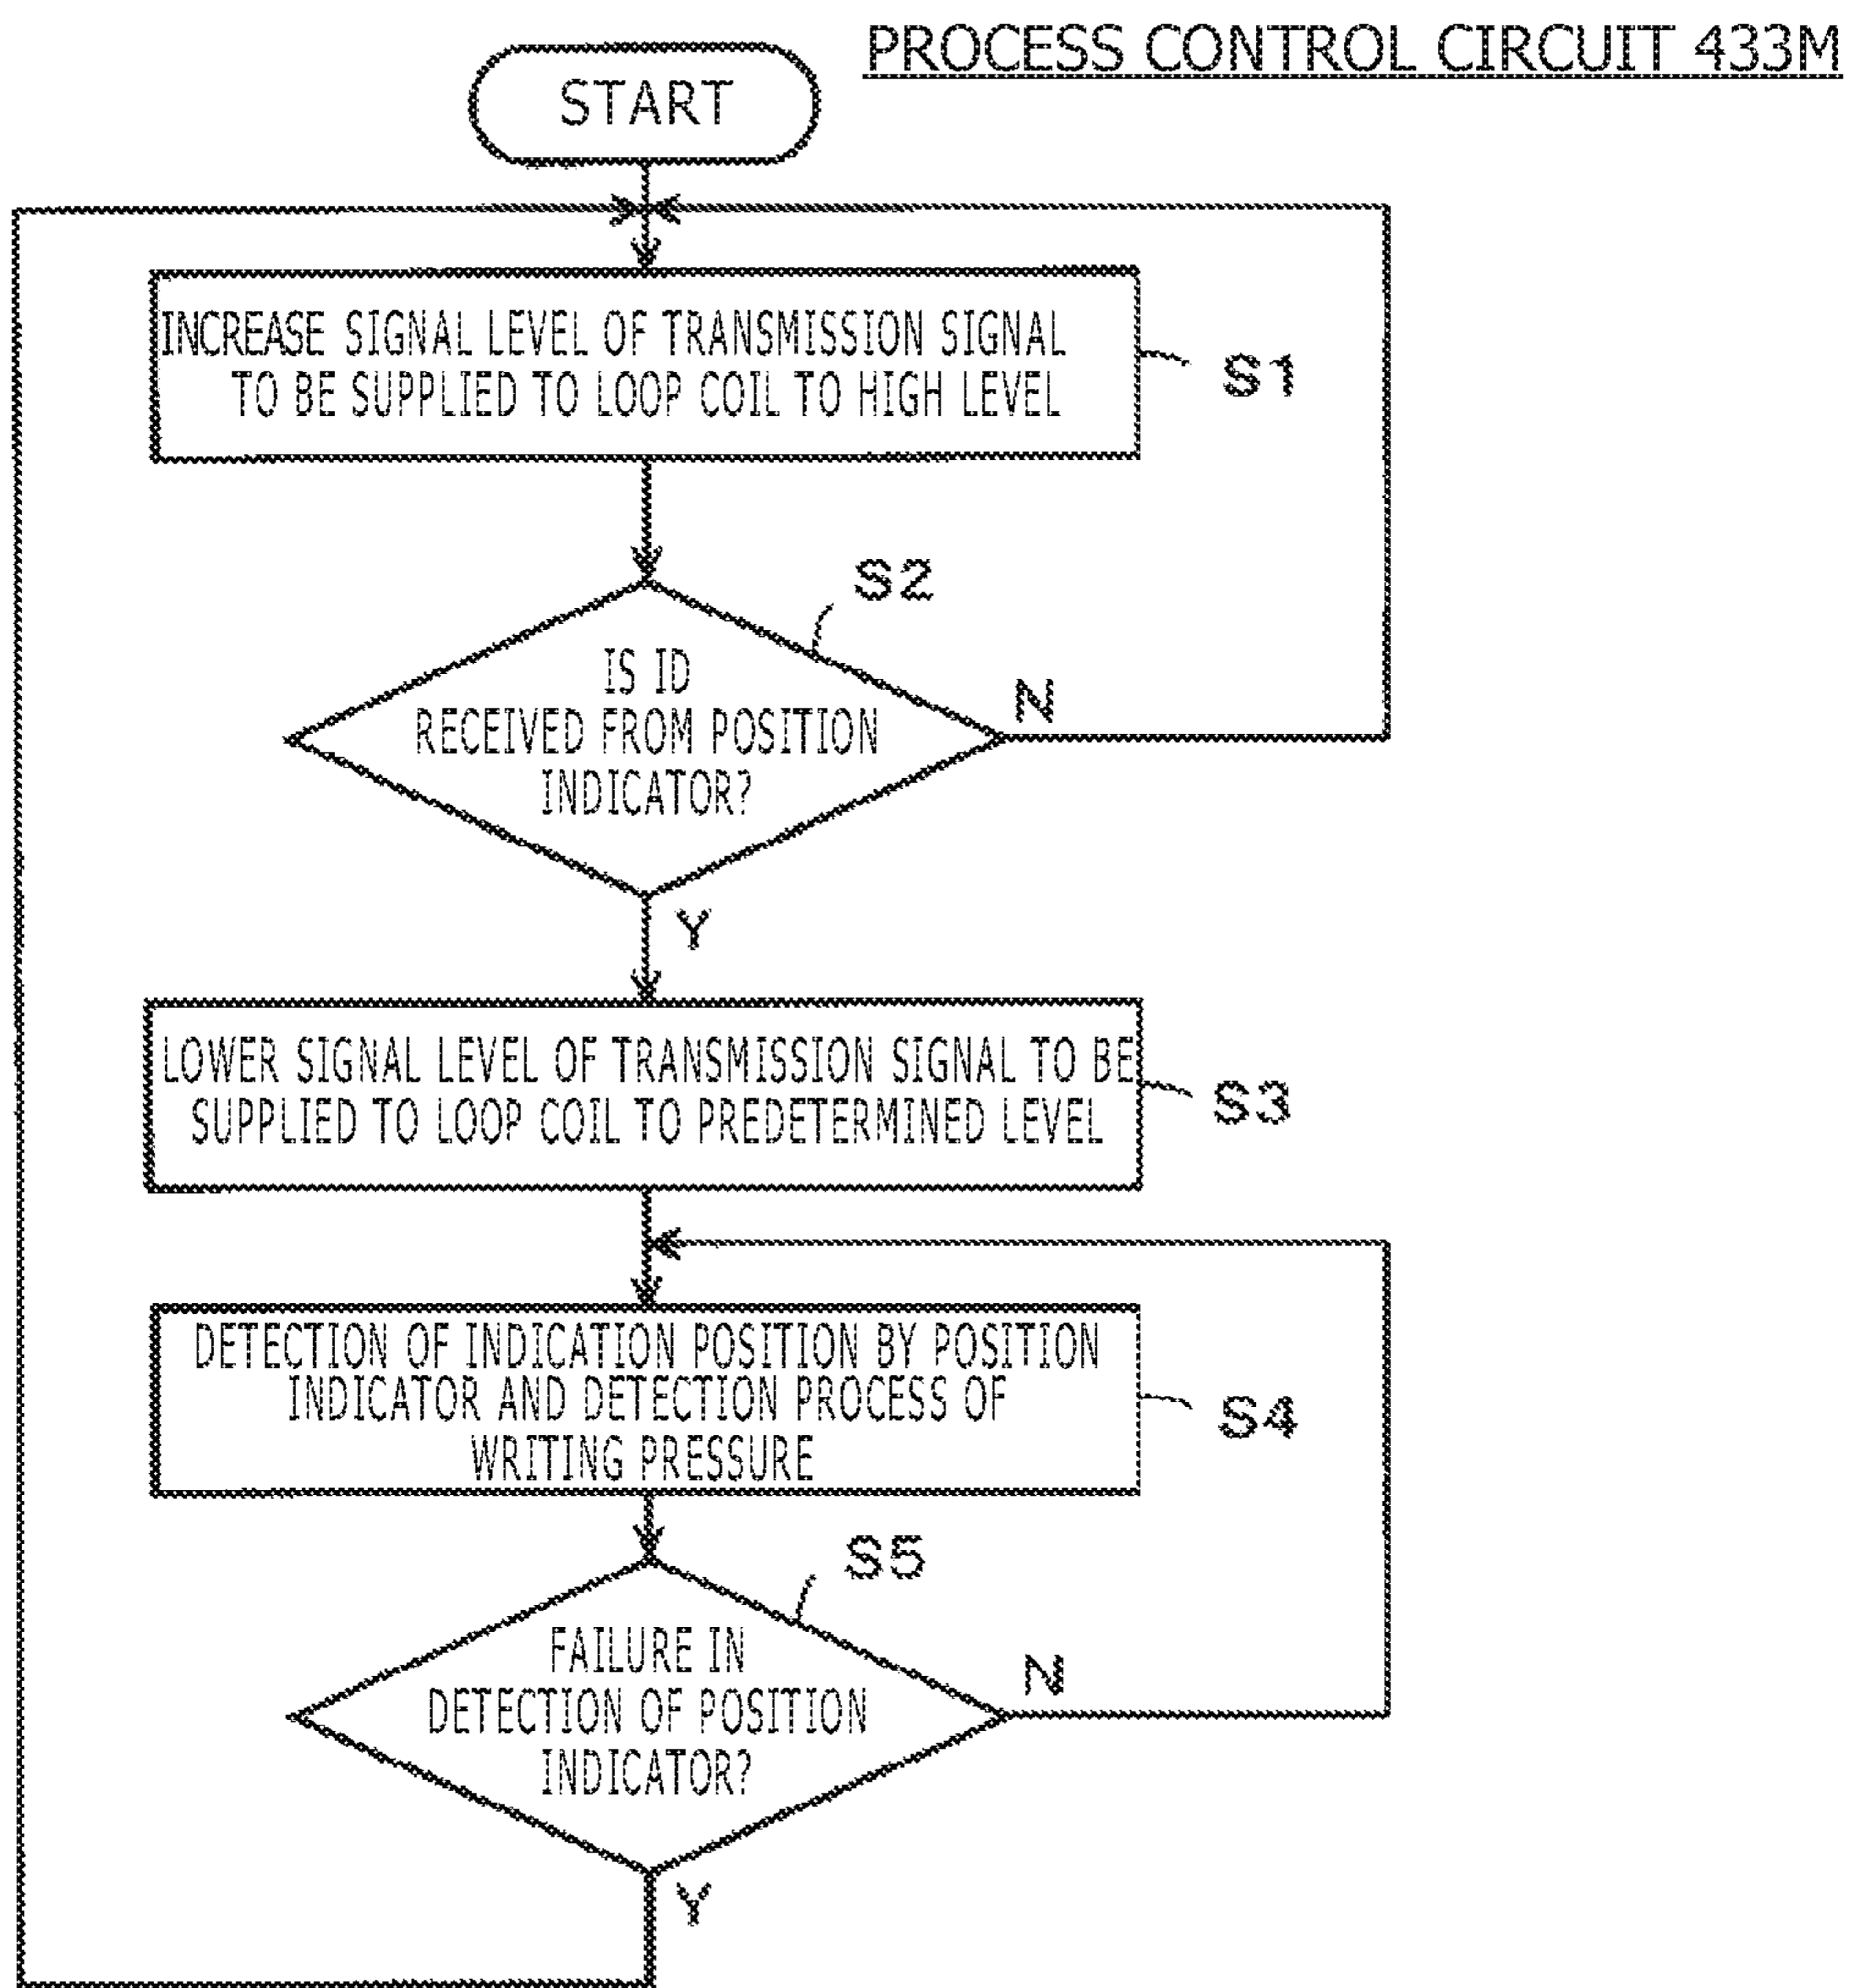 PROCESS CONTROL CIRCUIT 433M
START
INCREASE SIGNAL LEVEL OF TRANSMISSION SIGNAL
TO BE SUPPLIED TO LOOP COIL TO HIGH LEVEL
S1
S2
IS ID
RECEIVED FROM POSITION
INDICATOR?
N
Y
LOWER SIGNAL LEVEL OF TRANSMISSION SIGNAL TO BE
SUPPLIED TO LOOP COIL TO PREDETERMINED LEVEL
S3
DETECTION OF INDICATION POSITION BY POSITION
INDICATOR AND DETECTION PROCESS OF
WRITING PRESSURE
S4
S5
FAILURE IN
DETECTION OF POSITION
INDICATOR?
N
Y